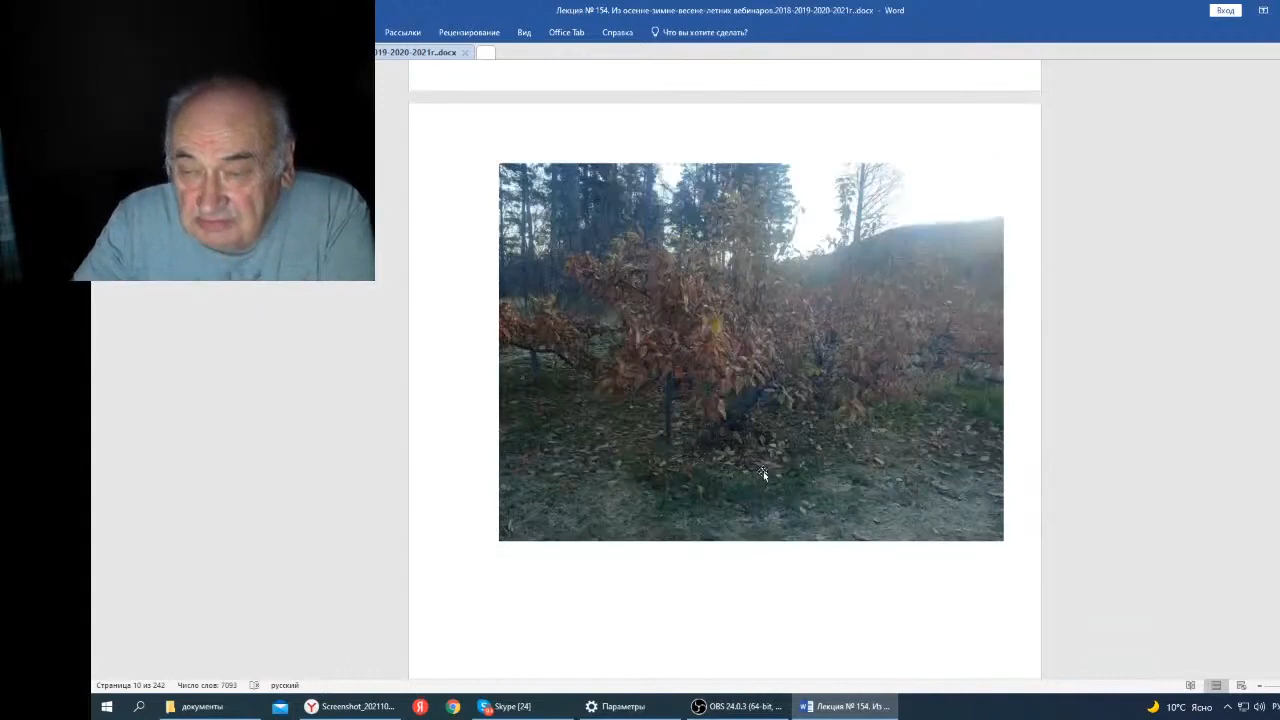 Лекция № 154. Из осенне-зимне-весене-летних вебинаров.2018-2019-2020-2021г..docx - Word
Вход
Рассылки Рецензирование Вид Office Tab Справка Что вы хотите сделать?
019-2020-2021г..docx
Страница 10 из 242 Число слов: 7093 русский
документы Screenshot_202110... Skype [24] Параметры OBS 24.0.3 (64-bit, ... Лекция № 154. Из ... 10°C Ясно